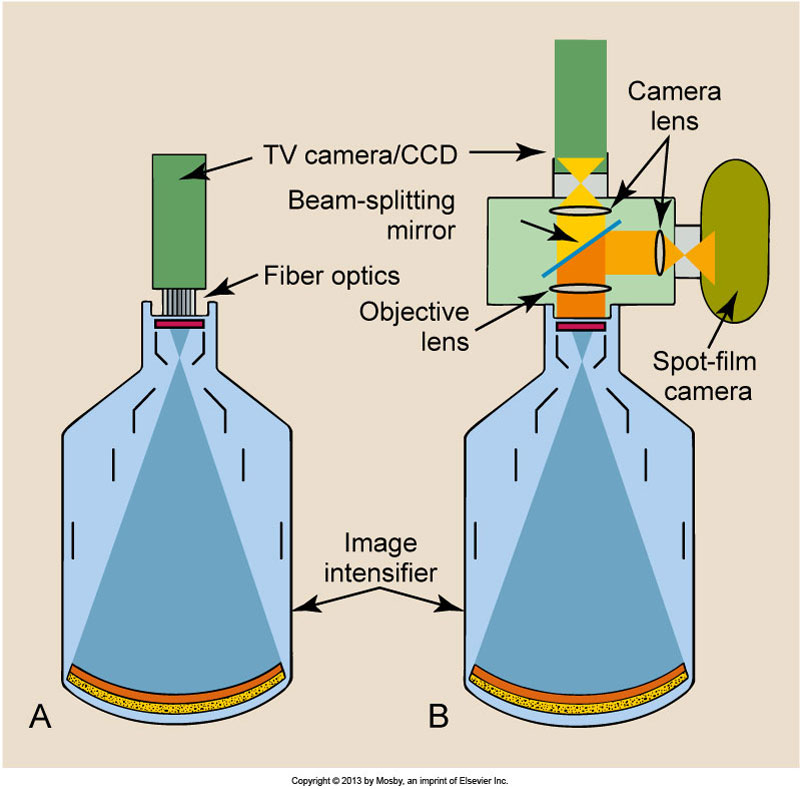 Camera
lens
TV camera/CCD
Beam-splitting
mirror
Fiber optics
Objective
lens
Spot-film
camera
Image
intensifier
A
B
Copyright © 2013 by Mosby, an imprint of Elsevier Inc.